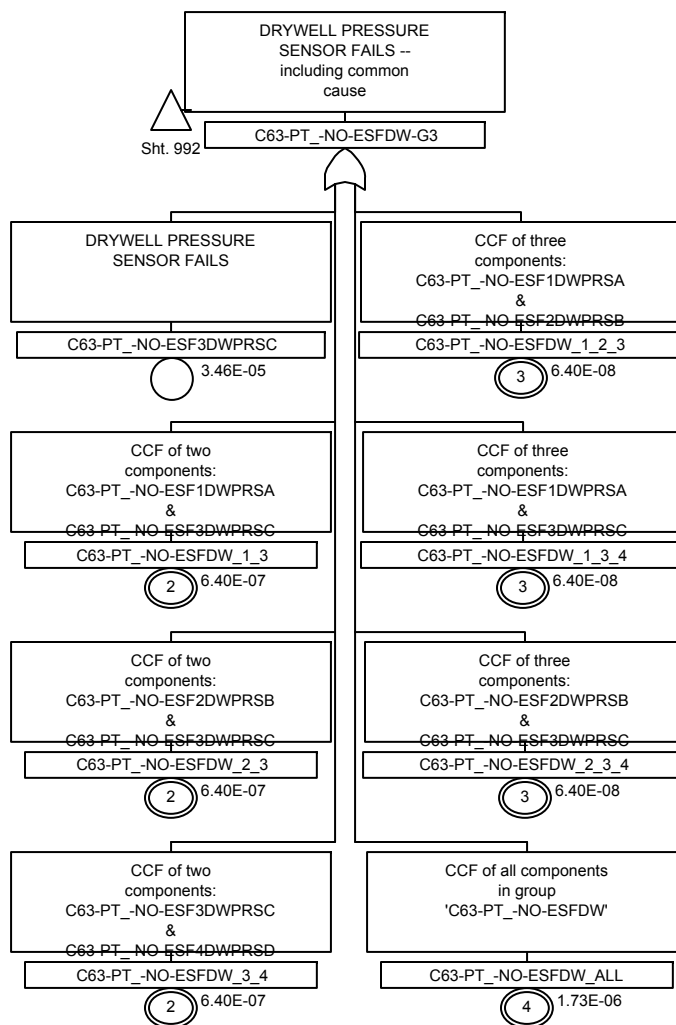 DRYWELL PRESSURE
SENSOR FAILS --
including common
cause
C63-PT_-NO-ESFDW-G3
Sht. 992
DRYWELL PRESSURE
SENSOR FAILS
C63-PT_-NO-ESF3DWPRSC
3.46E-05
CCF of three
components:
C63-PT_-NO-ESF1DWPRSA
&
C63-PT_-NO-ESF2DWPRSB
C63-PT_-NO-ESFDW_1_2_3
3
6.40E-08
CCF of two
components:
C63-PT_-NO-ESF1DWPRSA
&
C63-PT_-NO-ESF3DWPRSC
C63-PT_-NO-ESFDW_1_3
2
6.40E-07
CCF of three
components:
C63-PT_-NO-ESF1DWPRSA
&
C63-PT_-NO-ESF3DWPRSC
C63-PT_-NO-ESFDW_1_3_4
3
6.40E-08
CCF of two
components:
C63-PT_-NO-ESF2DWPRSB
&
C63-PT_-NO-ESF3DWPRSC
C63-PT_-NO-ESFDW_2_3
2
6.40E-07
CCF of three
components:
C63-PT_-NO-ESF2DWPRSB
&
C63-PT_-NO-ESF3DWPRSC
C63-PT_-NO-ESFDW_2_3_4
3
6.40E-08
CCF of two
components:
C63-PT_-NO-ESF3DWPRSC
&
C63-PT_-NO-ESF4DWPRSD
C63-PT_-NO-ESFDW_3_4
2
6.40E-07
CCF of all components
in group
'C63-PT_-NO-ESFDW'
C63-PT_-NO-ESFDW_ALL
4
1.73E-06